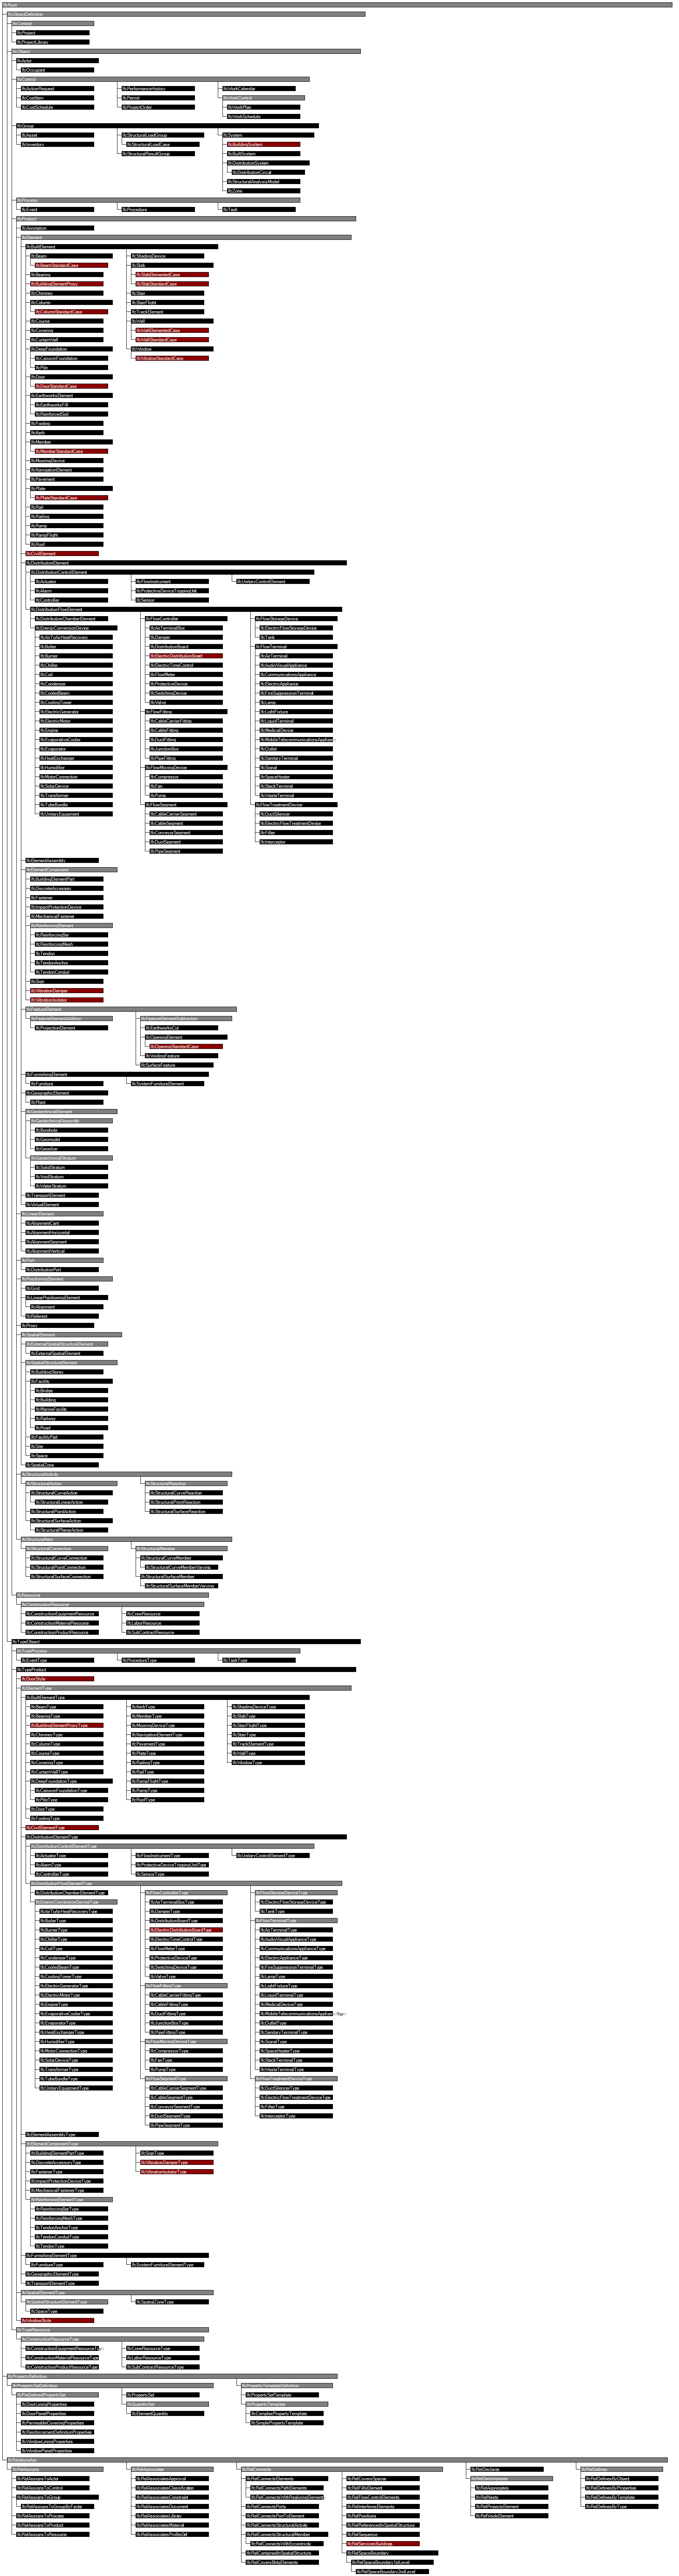 IfcRoot
IfcObjectDefinition
IfcContext
IfcProject
IfcProjectLibrary
IfcObject
IfcActor
IfcOccupant
IfcControl
IfcActionRequest
IfcCostItem
IfcCostSchedule
IfcPerformanceHistory
IfcPermit
IfcProjectOrder
IfcWorkCalendar
IfcWorkControl
IfcWorkPlan
IfcWorkSchedule
IfcGroup
IfcAsset
IfcInventory
IfcStructuralLoadGroup
IfcStructuralLoadCase
IfcStructuralResultGroup
IfcSystem
IfcBuildingSystem
IfcBuiltSystem
IfcDistributionSystem
IfcDistributionCircuit
IfcStructuralAnalysisModel
IfcZone
IfcProcess
IfcEvent
IfcProcedure
IfcTask
IfcProduct
IfcAnnotation
IfcElement
IfcBuiltElement
IfcBeam
IfcBeamStandardCase
IfcBearing
IfcBuildingElementProxy
IfcChimney
IfcColumn
IfcColumnStandardCase
IfcCourse
IfcCovering
IfcCurtainWall
IfcDeepFoundation
IfcCaissonFoundation
IfcPile
IfcDoor
IfcDoorStandardCase
IfcEarthworksElement
IfcEarthworksFill
IfcReinforcedSoil
IfcFooting
IfcKerb
IfcMember
IfcMemberStandardCase
IfcMooringDevice
IfcNavigationElement
IfcPavement
IfcPlate
IfcPlateStandardCase
IfcRail
IfcRailing
IfcRamp
IfcRampFlight
IfcRoof
IfcShadingDevice
IfcSlab
IfcSlabElementedCase
IfcSlabStandardCase
IfcStair
IfcStairFlight
IfcTrackElement
IfcWall
IfcWallElementedCase
IfcWallStandardCase
IfcWindow
IfcWindowStandardCase
IfcCivilElement
IfcDistributionElement
IfcDistributionControlElement
IfcActuator
IfcAlarm
IfcController
IfcFlowInstrument
IfcProtectiveDeviceTrippingUnit
IfcSensor
IfcUnitaryControlElement
IfcDistributionFlowElement
IfcDistributionChamberElement
IfcEnergyConversionDevice
IfcAirToAirHeatRecovery
IfcBoiler
IfcBurner
IfcChiller
IfcCoil
IfcCondenser
IfcCooledBeam
IfcCoolingTower
IfcElectricGenerator
IfcElectricMotor
IfcEngine
IfcEvaporativeCooler
IfcEvaporator
IfcHeatExchanger
IfcHumidifier
IfcMotorConnection
IfcSolarDevice
IfcTransformer
IfcTubeBundle
IfcUnitaryEquipment
IfcFlowController
IfcAirTerminalBox
IfcDamper
IfcDistributionBoard
IfcElectricDistributionBoard
IfcElectricTimeControl
IfcFlowMeter
IfcProtectiveDevice
IfcSwitchingDevice
IfcValve
IfcFlowFitting
IfcCableCarrierFitting
IfcCableFitting
IfcDuctFitting
IfcJunctionBox
IfcPipeFitting
IfcFlowMovingDevice
IfcCompressor
IfcFan
IfcPump
IfcFlowSegment
IfcCableCarrierSegment
IfcCableSegment
IfcConveyorSegment
IfcDuctSegment
IfcPipeSegment
IfcFlowStorageDevice
IfcElectricFlowStorageDevice
IfcTank
IfcFlowTerminal
IfcAirTerminal
IfcAudioVisualAppliance
IfcCommunicationsAppliance
IfcElectricAppliance
IfcFireSuppressionTerminal
IfcLamp
IfcLightFixture
IfcLiquidTerminal
IfcMedicalDevice
IfcMobileTelecommunicationsAppliance
IfcOutlet
IfcSanitaryTerminal
IfcSignal
IfcSpaceHeater
IfcStackTerminal
IfcWasteTerminal
IfcFlowTreatmentDevice
IfcDuctSilencer
IfcElectricFlowTreatmentDevice
IfcFilter
IfcInterceptor
IfcElementAssembly
IfcElementComponent
IfcBuildingElementPart
IfcDiscreteAccessory
IfcFastener
IfcImpactProtectionDevice
IfcMechanicalFastener
IfcReinforcingElement
IfcReinforcingBar
IfcReinforcingMesh
IfcTendon
IfcTendonAnchor
IfcTendonConduit
IfcSign
IfcVibrationDamper
IfcVibrationIsolator
IfcFeatureElement
IfcFeatureElementAddition
IfcProjectionElement
IfcFeatureElementSubtraction
IfcEarthworksCut
IfcOpeningElement
IfcOpeningStandardCase
IfcVoidingFeature
IfcSurfaceFeature
IfcFurnishingElement
IfcFurniture
IfcSystemFurnitureElement
IfcGeographicElement
IfcPlant
IfcGeotechnicalElement
IfcGeotechnicalAssembly
IfcBorehole
IfcGeomodel
IfcGeoslice
IfcGeotechnicalStratum
IfcSolidStratum
IfcVoidStratum
IfcWaterStratum
IfcTransportElement
IfcVirtualElement
IfcLinearElement
IfcAlignmentCant
IfcAlignmentHorizontal
IfcAlignmentSegment
IfcAlignmentVertical
IfcPort
IfcDistributionPort
IfcPositioningElement
IfcGrid
IfcLinearPositioningElement
IfcAlignment
IfcReferent
IfcProxy
IfcSpatialElement
IfcExternalSpatialStructureElement
IfcExternalSpatialElement
IfcSpatialStructureElement
IfcBuildingStorey
IfcFacility
IfcBridge
IfcBuilding
IfcMarineFacility
IfcRailway
IfcRoad
IfcFacilityPart
IfcSite
IfcSpace
IfcSpatialZone
IfcStructuralActivity
IfcStructuralAction
IfcStructuralCurveAction
IfcStructuralLinearAction
IfcStructuralPointAction
IfcStructuralSurfaceAction
IfcStructuralPlanarAction
IfcStructuralReaction
IfcStructuralCurveReaction
IfcStructuralPointReaction
IfcStructuralSurfaceReaction
IfcStructuralItem
IfcStructuralConnection
IfcStructuralCurveConnection
IfcStructuralPointConnection
IfcStructuralSurfaceConnection
IfcStructuralMember
IfcStructuralCurveMember
IfcStructuralCurveMemberVarying
IfcStructuralSurfaceMember
IfcStructuralSurfaceMemberVarying
IfcResource
IfcConstructionResource
IfcConstructionEquipmentResource
IfcConstructionMaterialResource
IfcConstructionProductResource
IfcCrewResource
IfcLaborResource
IfcSubContractResource
IfcTypeObject
IfcTypeProcess
IfcEventType
IfcProcedureType
IfcTaskType
IfcTypeProduct
IfcDoorStyle
IfcElementType
IfcBuiltElementType
IfcBeamType
IfcBearingType
IfcBuildingElementProxyType
IfcChimneyType
IfcColumnType
IfcCourseType
IfcCoveringType
IfcCurtainWallType
IfcDeepFoundationType
IfcCaissonFoundationType
IfcPileType
IfcDoorType
IfcFootingType
IfcKerbType
IfcMemberType
IfcMooringDeviceType
IfcNavigationElementType
IfcPavementType
IfcPlateType
IfcRailingType
IfcRailType
IfcRampFlightType
IfcRampType
IfcRoofType
IfcShadingDeviceType
IfcSlabType
IfcStairFlightType
IfcStairType
IfcTrackElementType
IfcWallType
IfcWindowType
IfcCivilElementType
IfcDistributionElementType
IfcDistributionControlElementType
IfcActuatorType
IfcAlarmType
IfcControllerType
IfcFlowInstrumentType
IfcProtectiveDeviceTrippingUnitType
IfcSensorType
IfcUnitaryControlElementType
IfcDistributionFlowElementType
IfcDistributionChamberElementType
IfcEnergyConversionDeviceType
IfcAirToAirHeatRecoveryType
IfcBoilerType
IfcBurnerType
IfcChillerType
IfcCoilType
IfcCondenserType
IfcCooledBeamType
IfcCoolingTowerType
IfcElectricGeneratorType
IfcElectricMotorType
IfcEngineType
IfcEvaporativeCoolerType
IfcEvaporatorType
IfcHeatExchangerType
IfcHumidifierType
IfcMotorConnectionType
IfcSolarDeviceType
IfcTransformerType
IfcTubeBundleType
IfcUnitaryEquipmentType
IfcFlowControllerType
IfcAirTerminalBoxType
IfcDamperType
IfcDistributionBoardType
IfcElectricDistributionBoardType
IfcElectricTimeControlType
IfcFlowMeterType
IfcProtectiveDeviceType
IfcSwitchingDeviceType
IfcValveType
IfcFlowFittingType
IfcCableCarrierFittingType
IfcCableFittingType
IfcDuctFittingType
IfcJunctionBoxType
IfcPipeFittingType
IfcFlowMovingDeviceType
IfcCompressorType
IfcFanType
IfcPumpType
IfcFlowSegmentType
IfcCableCarrierSegmentType
IfcCableSegmentType
IfcConveyorSegmentType
IfcDuctSegmentType
IfcPipeSegmentType
IfcFlowStorageDeviceType
IfcElectricFlowStorageDeviceType
IfcTankType
IfcFlowTerminalType
IfcAirTerminalType
IfcAudioVisualApplianceType
IfcCommunicationsApplianceType
IfcElectricApplianceType
IfcFireSuppressionTerminalType
IfcLampType
IfcLightFixtureType
IfcLiquidTerminalType
IfcMedicalDeviceType
IfcMobileTelecommunicationsApplianceType
IfcOutletType
IfcSanitaryTerminalType
IfcSignalType
IfcSpaceHeaterType
IfcStackTerminalType
IfcWasteTerminalType
IfcFlowTreatmentDeviceType
IfcDuctSilencerType
IfcElectricFlowTreatmentDeviceType
IfcFilterType
IfcInterceptorType
IfcElementAssemblyType
IfcElementComponentType
IfcBuildingElementPartType
IfcDiscreteAccessoryType
IfcFastenerType
IfcImpactProtectionDeviceType
IfcMechanicalFastenerType
IfcReinforcingElementType
IfcReinforcingBarType
IfcReinforcingMeshType
IfcTendonAnchorType
IfcTendonConduitType
IfcTendonType
IfcSignType
IfcVibrationDamperType
IfcVibrationIsolatorType
IfcFurnishingElementType
IfcFurnitureType
IfcSystemFurnitureElementType
IfcGeographicElementType
IfcTransportElementType
IfcSpatialElementType
IfcSpatialStructureElementType
IfcSpaceType
IfcSpatialZoneType
IfcWindowStyle
IfcTypeResource
IfcConstructionResourceType
IfcConstructionEquipmentResourceType
IfcConstructionMaterialResourceType
IfcConstructionProductResourceType
IfcCrewResourceType
IfcLaborResourceType
IfcSubContractResourceType
IfcPropertyDefinition
IfcPropertySetDefinition
IfcPreDefinedPropertySet
IfcDoorLiningProperties
IfcDoorPanelProperties
IfcPermeableCoveringProperties
IfcReinforcementDefinitionProperties
IfcWindowLiningProperties
IfcWindowPanelProperties
IfcPropertySet
IfcQuantitySet
IfcElementQuantity
IfcPropertyTemplateDefinition
IfcPropertySetTemplate
IfcPropertyTemplate
IfcComplexPropertyTemplate
IfcSimplePropertyTemplate
IfcRelationship
IfcRelAssigns
IfcRelAssignsToActor
IfcRelAssignsToControl
IfcRelAssignsToGroup
IfcRelAssignsToGroupByFactor
IfcRelAssignsToProcess
IfcRelAssignsToProduct
IfcRelAssignsToResource
IfcRelAssociates
IfcRelAssociatesApproval
IfcRelAssociatesClassification
IfcRelAssociatesConstraint
IfcRelAssociatesDocument
IfcRelAssociatesLibrary
IfcRelAssociatesMaterial
IfcRelAssociatesProfileDef
IfcRelConnects
IfcRelConnectsElements
IfcRelConnectsPathElements
IfcRelConnectsWithRealizingElements
IfcRelConnectsPorts
IfcRelConnectsPortToElement
IfcRelConnectsStructuralActivity
IfcRelConnectsStructuralMember
IfcRelConnectsWithEccentricity
IfcRelContainedInSpatialStructure
IfcRelCoversBldgElements
IfcRelCoversSpaces
IfcRelFillsElement
IfcRelFlowControlElements
IfcRelInterferesElements
IfcRelPositions
IfcRelReferencedInSpatialStructure
IfcRelSequence
IfcRelServicesBuildings
IfcRelSpaceBoundary
IfcRelSpaceBoundary1stLevel
IfcRelSpaceBoundary2ndLevel
IfcRelDeclares
IfcRelDecomposes
IfcRelAggregates
IfcRelNests
IfcRelProjectsElement
IfcRelVoidsElement
IfcRelDefines
IfcRelDefinesByObject
IfcRelDefinesByProperties
IfcRelDefinesByTemplate
IfcRelDefinesByType